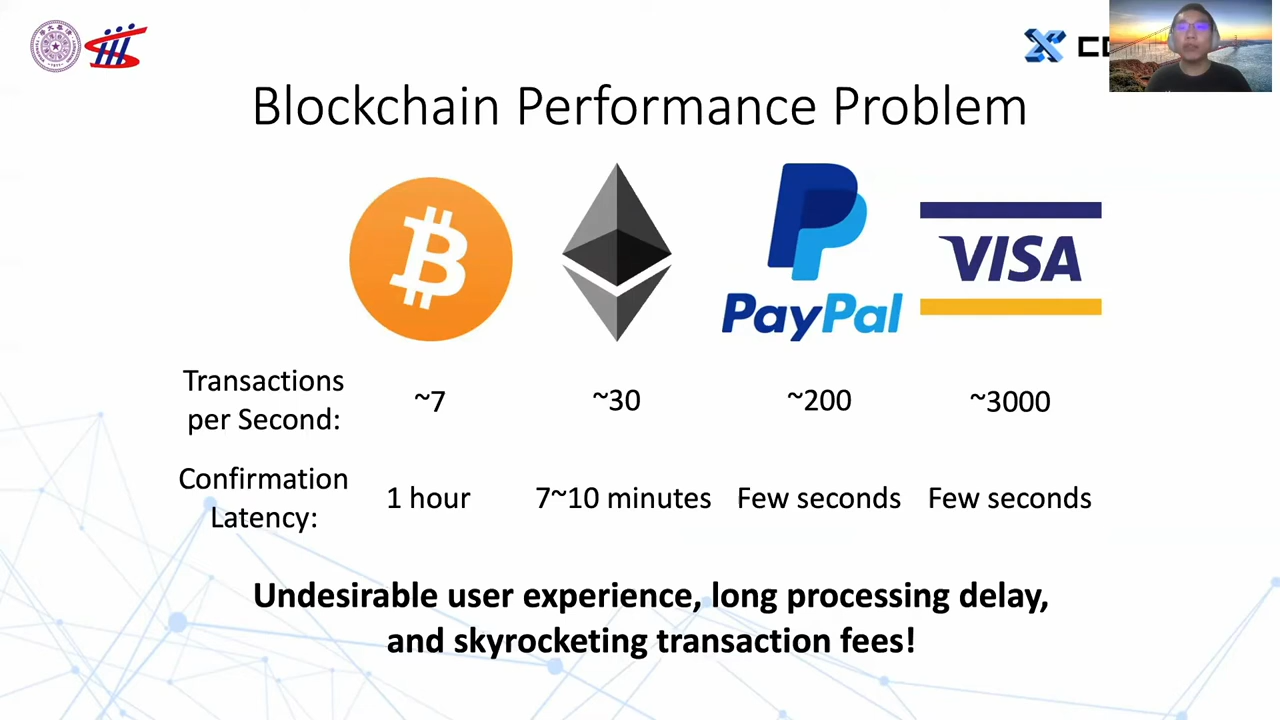 Blockchain Performance Problem
PayPal
VISA
Transactions
per Second:
~7
~30
~200
~3000
Confirmation
Latency:
1 hour
7~10 minutes
Few seconds
Few seconds
Undesirable user experience, long processing delay,
and skyrocketing transaction fees!